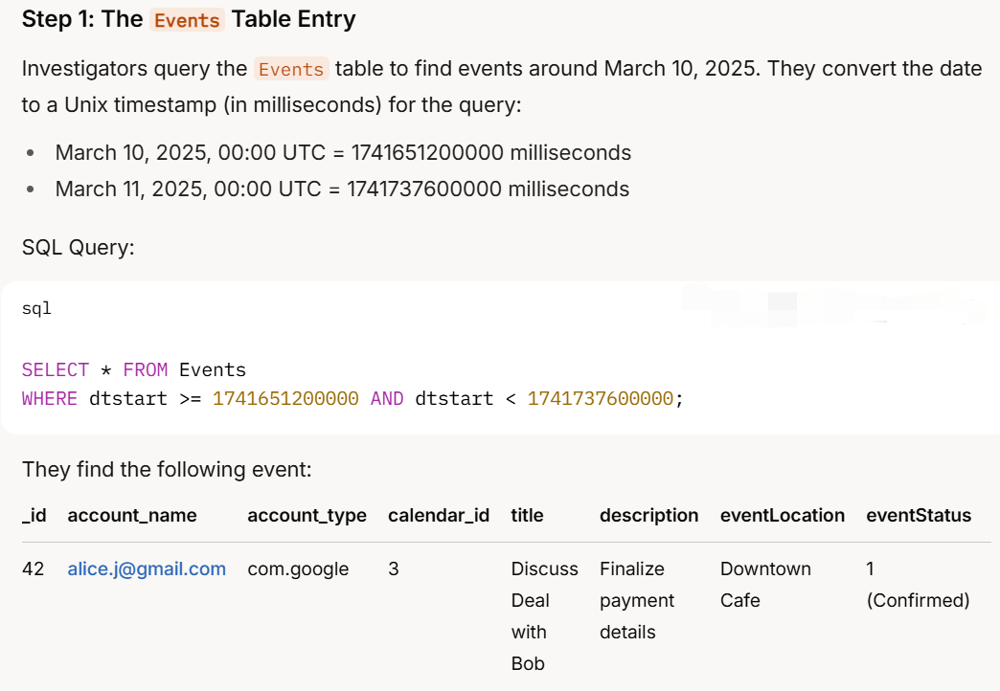 Step 1: The Events Table Entry
Investigators query the Events table to find events around March 10, 2025. They convert the date
to a Unix timestamp (in milliseconds) for the query:
• March 10, 2025, 00:00 UTC = 1741651200000 milliseconds
• March 11, 2025, 00:00 UTC = 1741737600000 milliseconds
SQL Query:
sql
SELECT * FROM Events
WHERE dtstart >= 1741651200000 AND dtstart < 1741737600000;
They find the following event:
_id account_name account_type calendar_id title description eventLocation eventStatus
42 alice.j@gmail.com com.google 3 Discuss Finalize Downtown 1
Deal payment Cafe (Confirmed)
with details
Bob